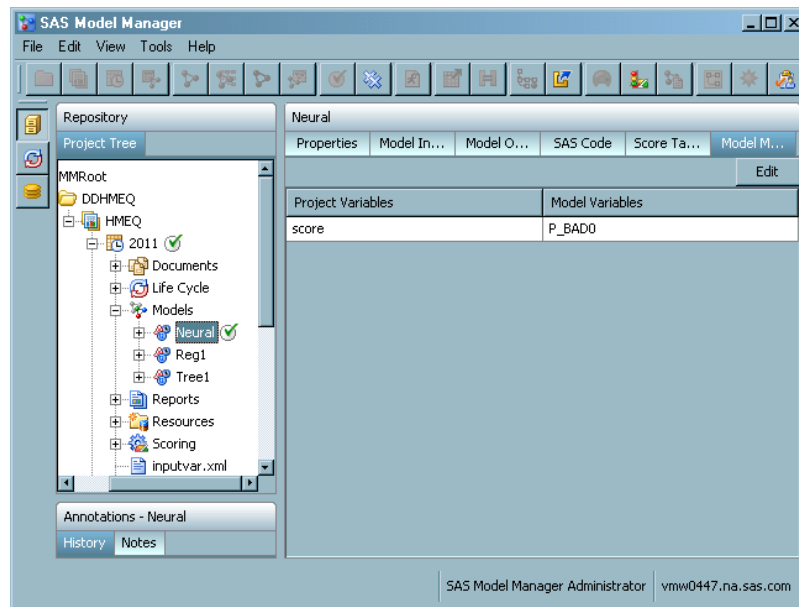 SAS Model Manager
File Edit View Tools Help
Repository
Project Tree
MMRoot
DDHMEQ
HMEQ
2011
Documents
Life Cycle
Models
Neural
Reg1
Tree1
Reports
Resources
Scoring
inputvar.xml
Annotations - Neural
History Notes
Neural
Properties Model In... Model O... SAS Code Score Ta... Model M...
Edit
Project Variables Model Variables
score P_BAD0
SAS Model Manager Administrator vmw0447.na.sas.com